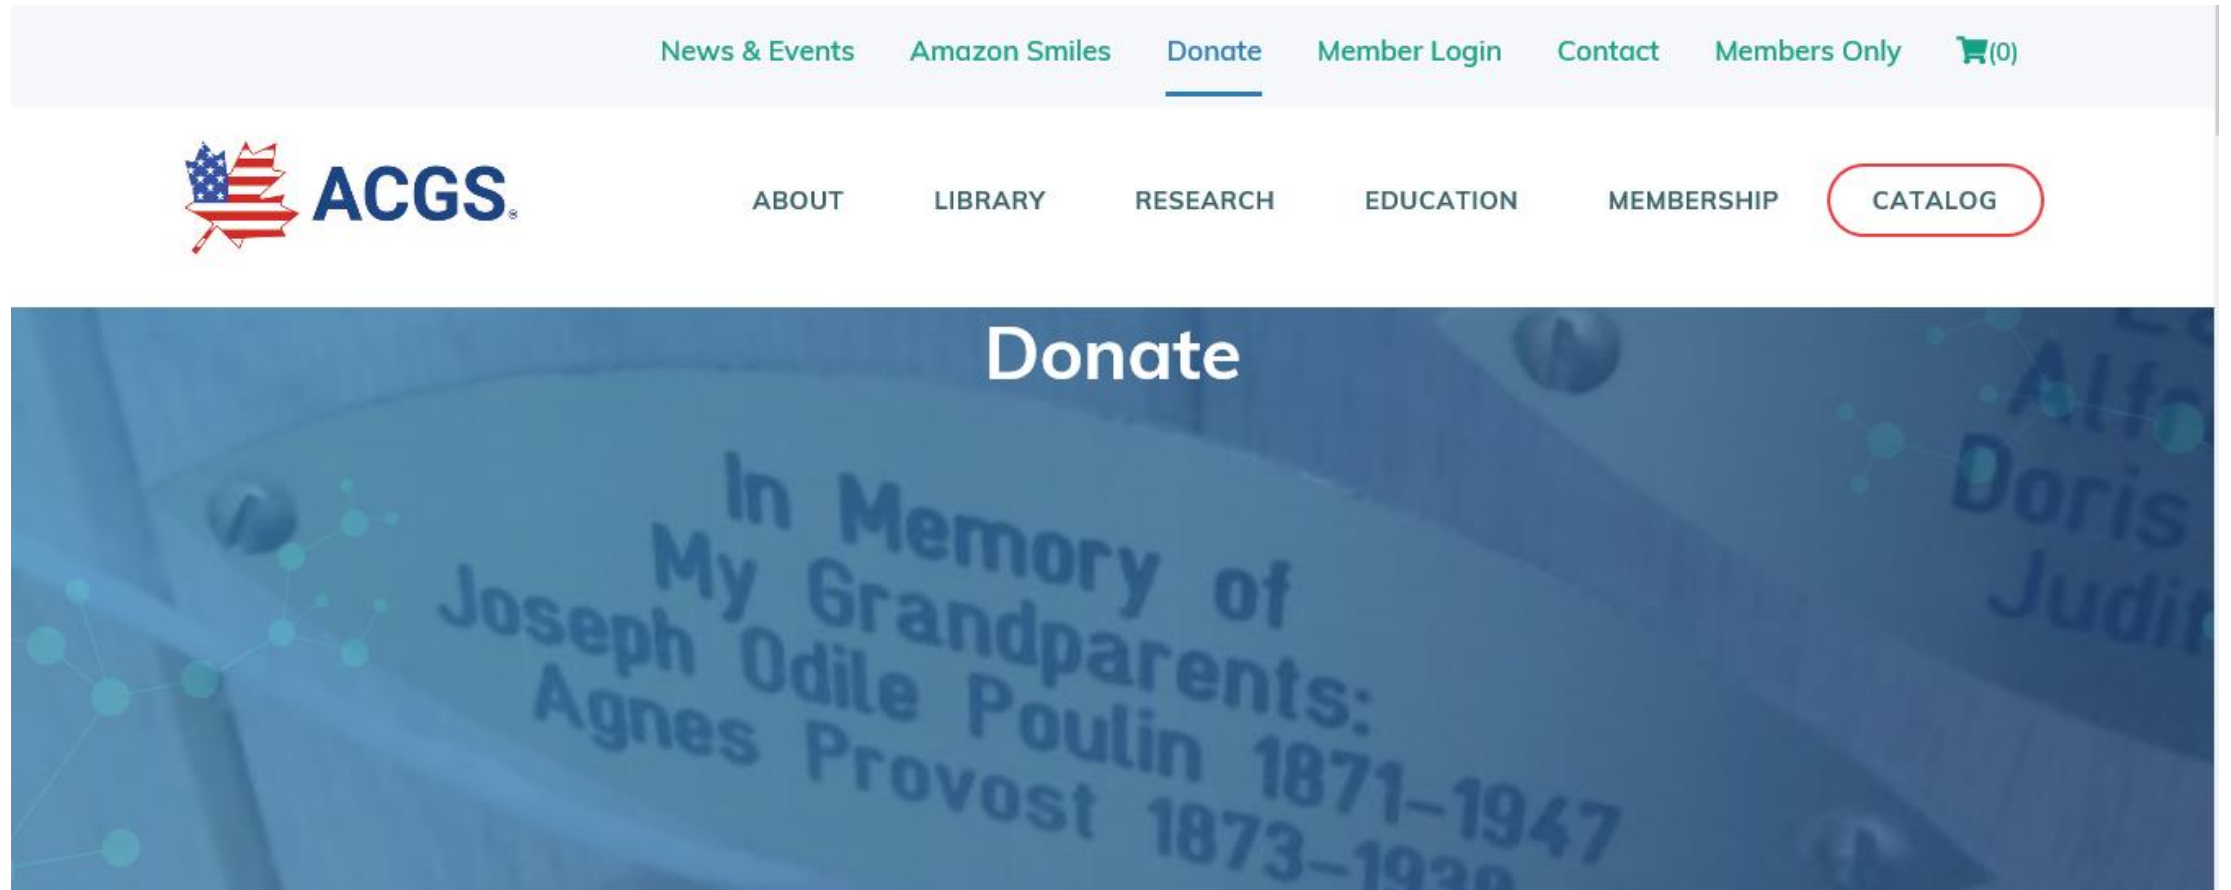 News & Events Amazon Smiles Donate Member Login Contact Members Only (0)
ACGS® ABOUT LIBRARY RESEARCH EDUCATION MEMBERSHIP CATALOG
Donate
In Memory of
My Grandparents:
Joseph Odile Poulin 1871-1947
Agnes Provost 1873-
Doris